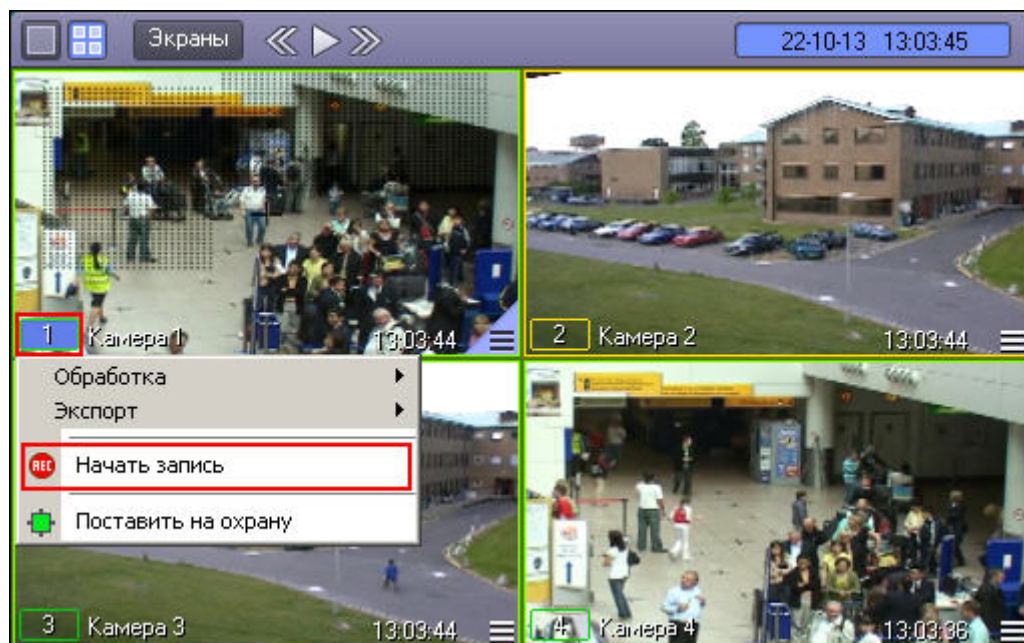 Экраны
22-10-13 13:03:45
1 Камера 1 13:03:44
2 Камера 2 13:03:44
Обработка
Экспорт
REC Начать запись
Поставить на охрану
3 Камера 3 13:03:44
4 Камера 4 13:03:36